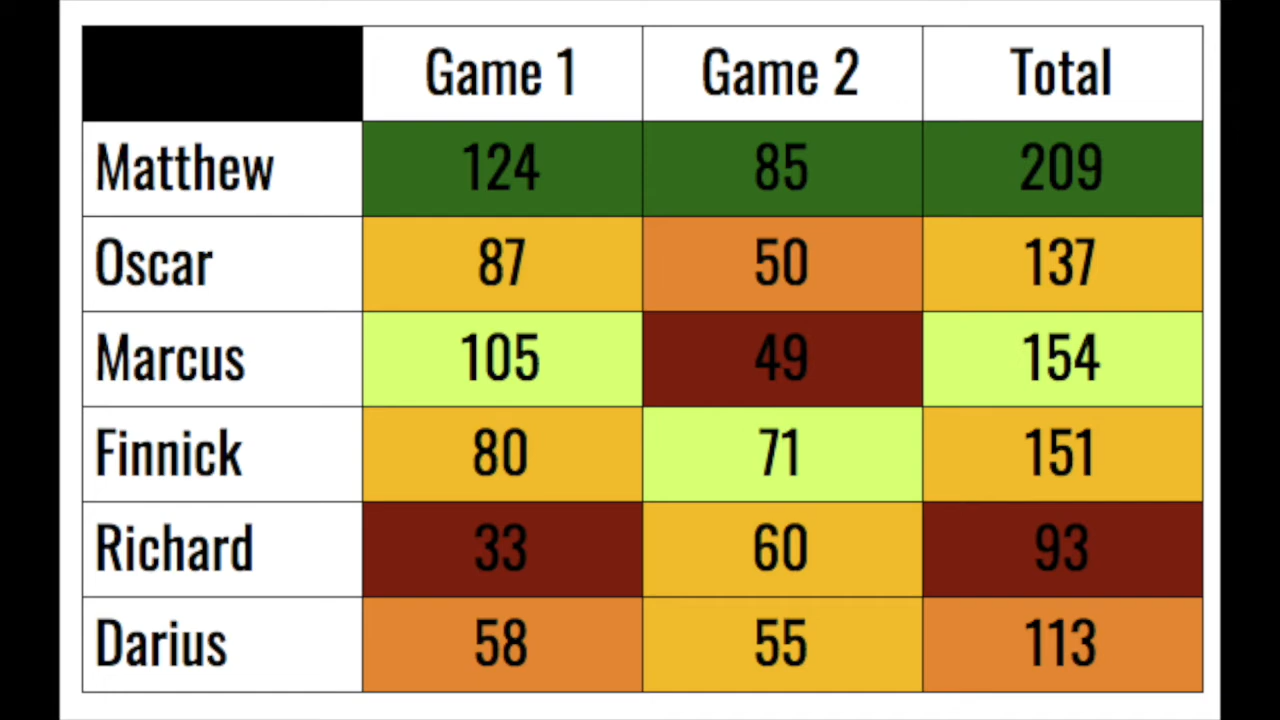 Game 1 Game 2 Total
Matthew 124 85 209
Oscar 87 50 137
Marcus 105 49 154
Finnick 80 71 151
Richard 33 60 93
Darius 58 55 113